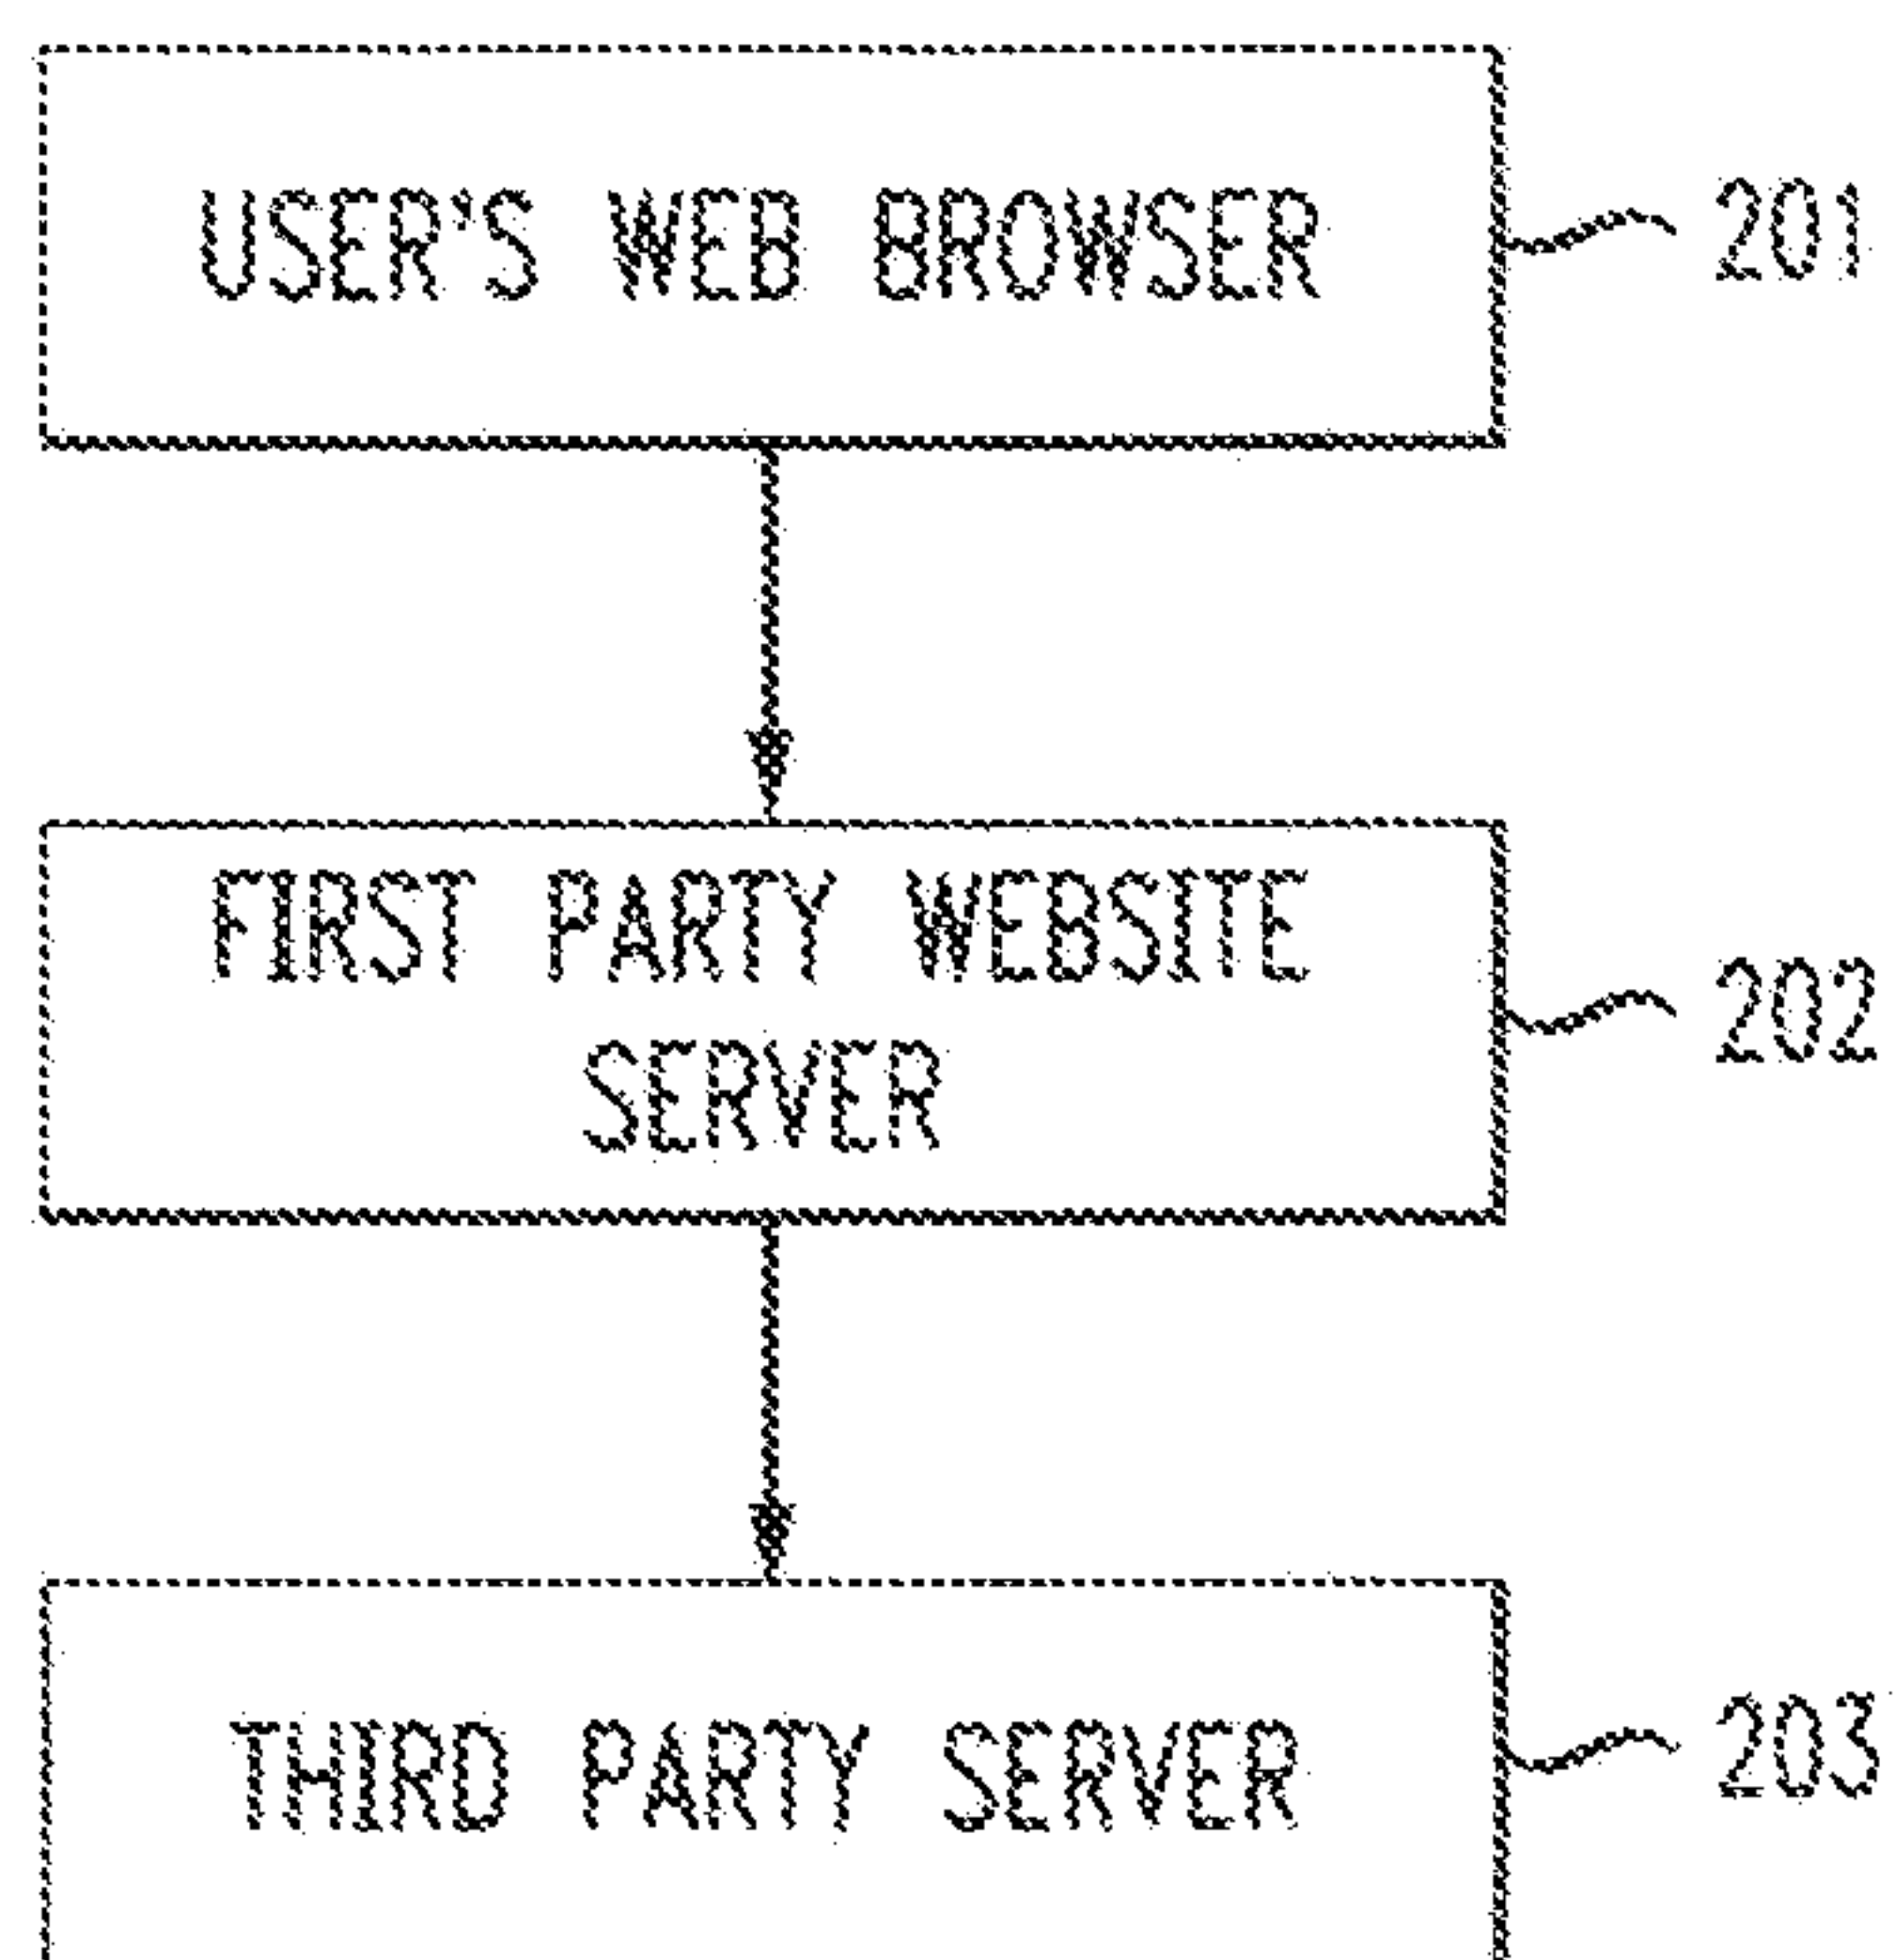 USER'S WEB BROWSER
201
FIRST PARTY WEBSITE
SERVER
202
THIRD PARTY SERVER
203